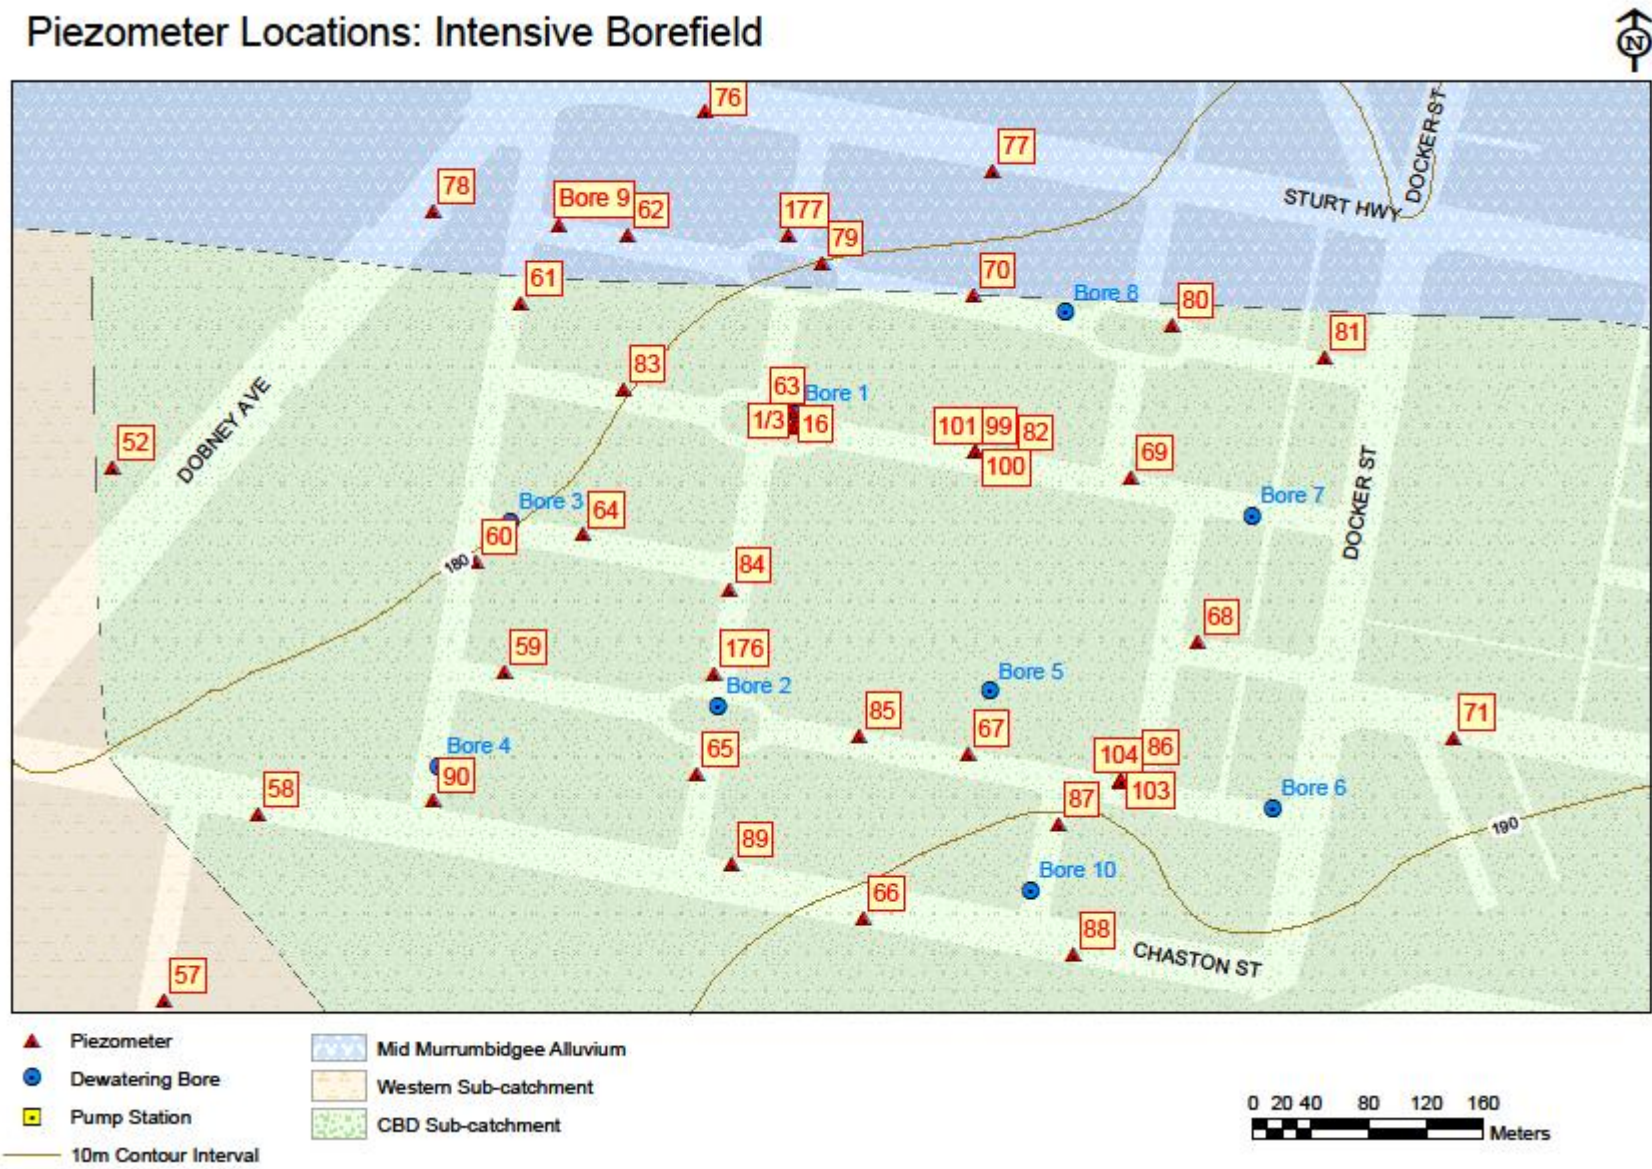 Piezometer Locations: Intensive Borefield
N
76
77
DOCKER ST
78
Bore 9
62
177
STURT HWY
79
61
70
Bore 8
80
81
83
63
Bore 1
1/3
16
101
99
82
100
52
DOBNEY AVE
69
Bore 3
64
60
180
Bore 7
DOCKER ST
84
68
59
176
Bore 2
Bore 5
85
67
71
Bore 4
90
65
104
86
103
58
87
Bore 6
190
89
Bore 10
66
88
CHASTON ST
57
Piezometer
Dewatering Bore
Pump Station
10m Contour Interval
Mid Murrumbidgee Alluvium
Western Sub-catchment
CBD Sub-catchment
0 20 40 80 120 160
Meters